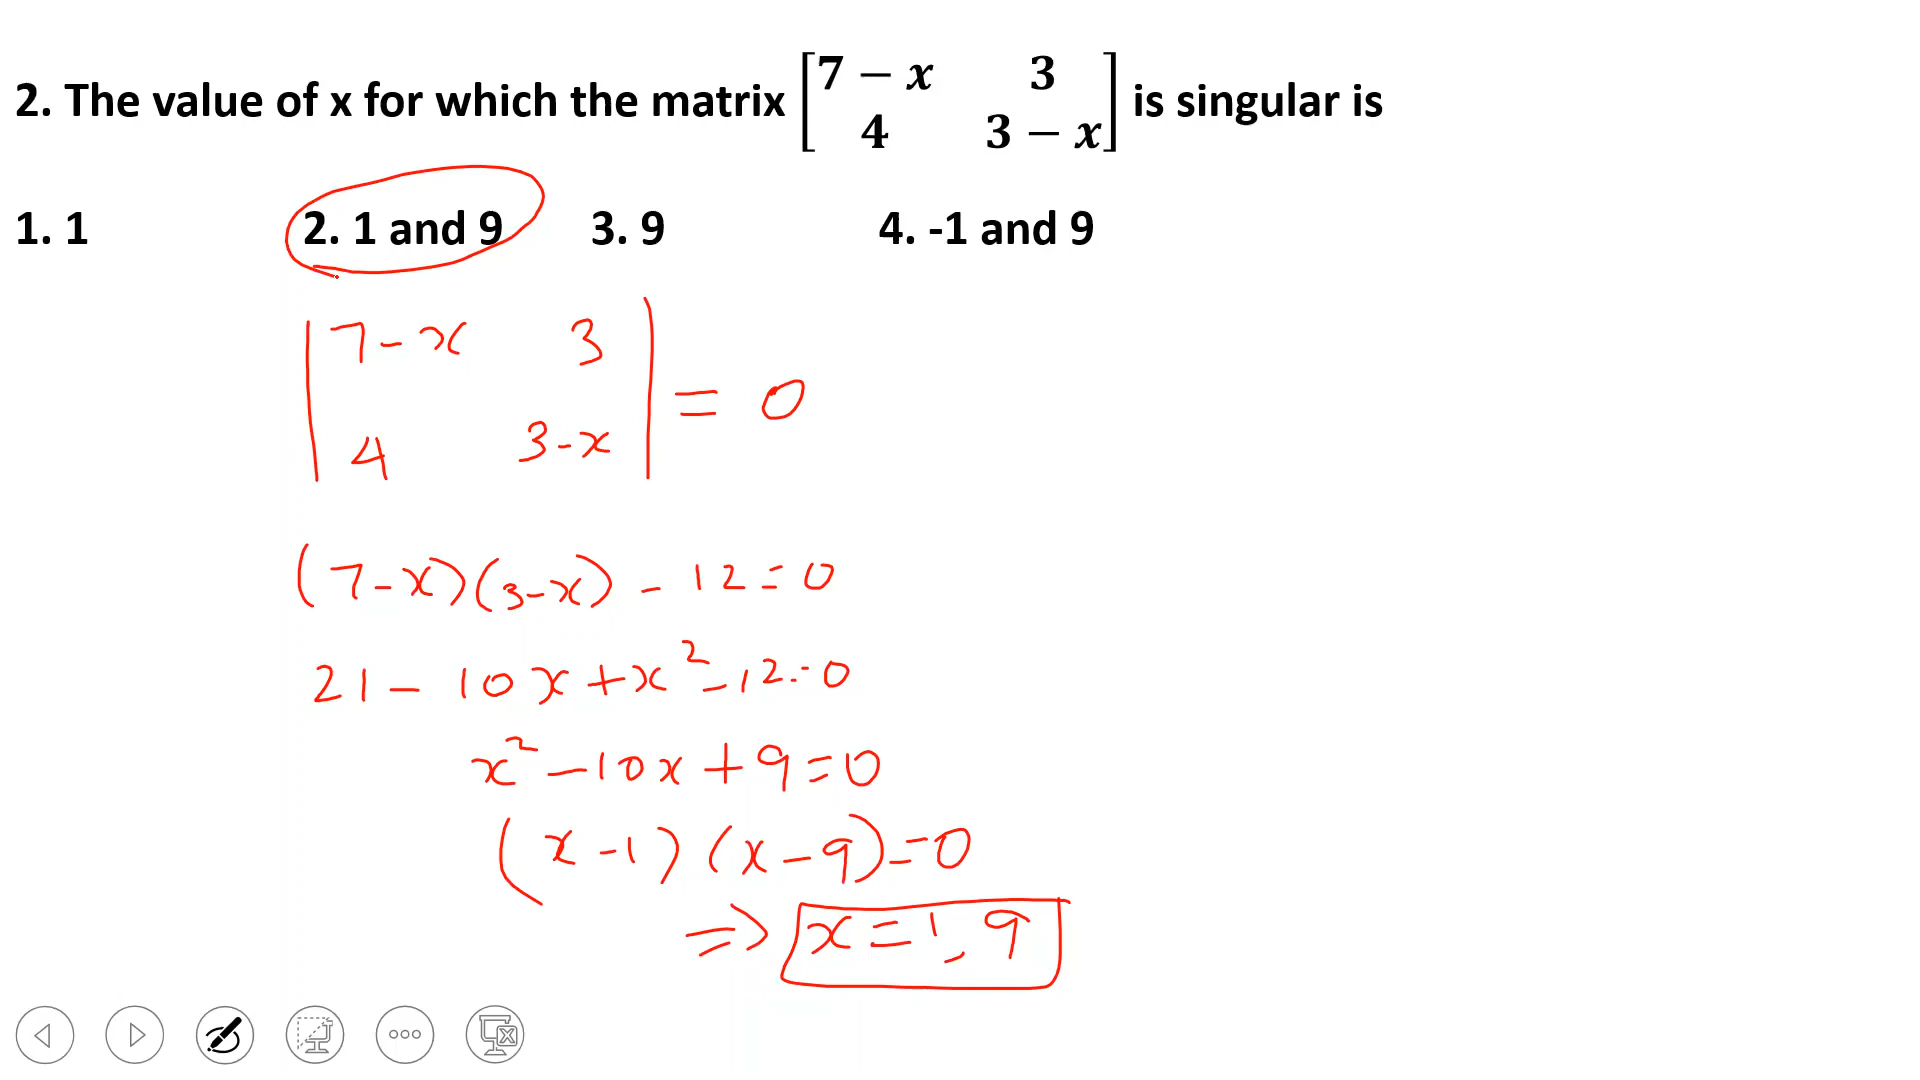 2. The value of x for which the matrix [7 − x 3 4 3 − x] is singular is
1. 1 2. 1 and 9 3. 9 4. -1 and 9
7 - x 3
= 0
4 3 - x
(7 - x)(3 - x) - 12 = 0
21 - 10x + x² - 12 = 0
x² - 10x + 9 = 0
(x - 1)(x - 9) = 0
⇒ x = 1, 9